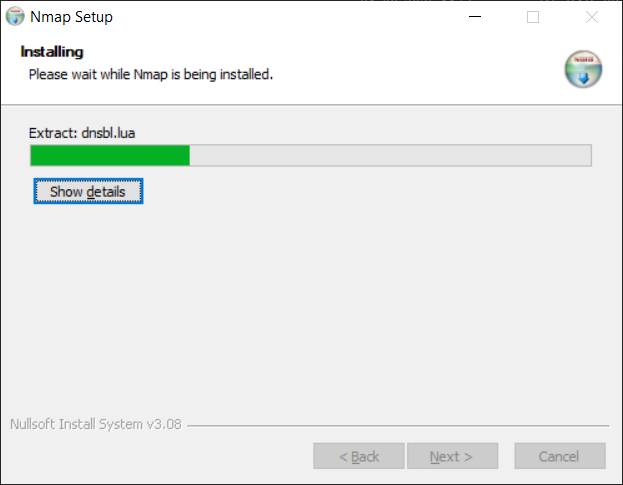 Nmap Setup
Installing
Please wait while Nmap is being installed.
Extract: dnsbl.lua
Show details
Nullsoft Install System v3.08
< Back
Next >
Cancel